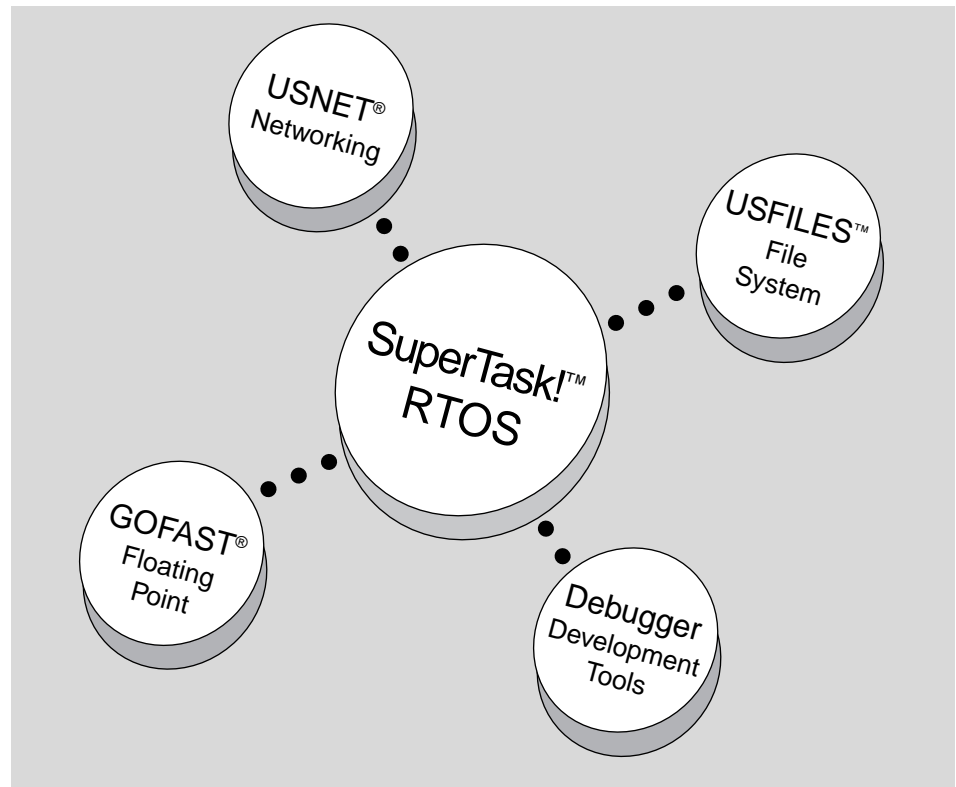 USNET®
Networking
USFILES™
File
System
SuperTask!™
RTOS
GOFAST®
Floating
Point
Debugger
Development
Tools